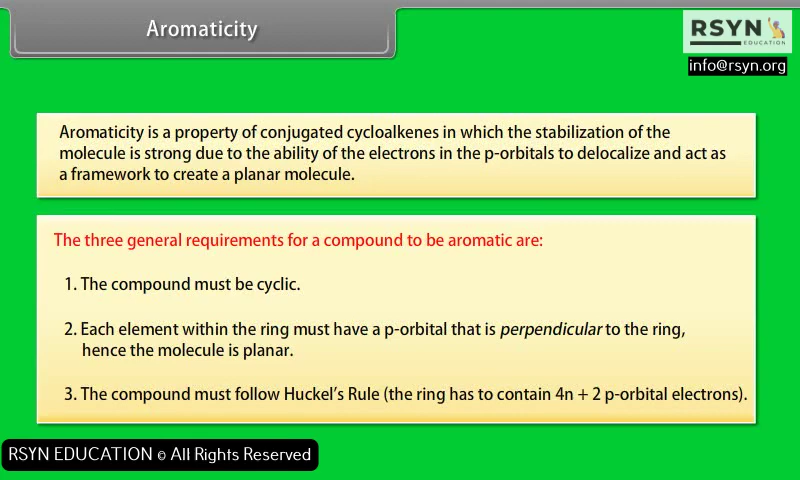 Aromaticity
RSYN
EDUCATION
info@rsyn.org
Aromaticity is a property of conjugated cycloalkenes in which the stabilization of the
molecule is strong due to the ability of the electrons in the p-orbitals to delocalize and act as
a framework to create a planar molecule.
The three general requirements for a compound to be aromatic are:
1. The compound must be cyclic.
2. Each element within the ring must have a p-orbital that is perpendicular to the ring,
hence the molecule is planar.
3. The compound must follow Huckel's Rule (the ring has to contain 4n + 2 p-orbital electrons).
RSYN EDUCATION © All Rights Reserved